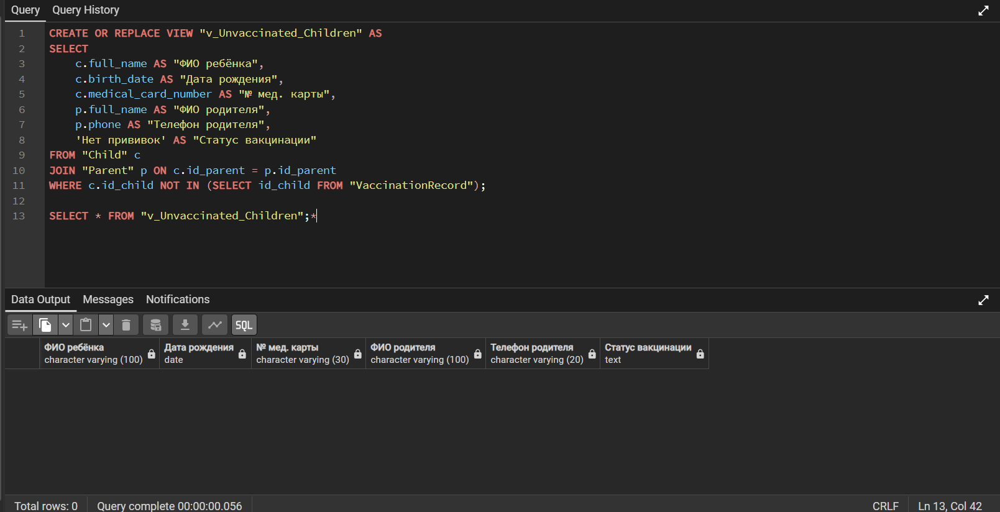 Query Query History
1 CREATE OR REPLACE VIEW "v_Unvaccinated_Children" AS
2 SELECT
3 c.full_name AS "ФИО ребёнка",
4 c.birth_date AS "Дата рождения",
5 c.medical_card_number AS "№ мед. карты",
6 p.full_name AS "ФИО родителя",
7 p.phone AS "Телефон родителя",
8 'Нет прививок' AS "Статус вакцинации"
9 FROM "Child" c
10 JOIN "Parent" p ON c.id_parent = p.id_parent
11 WHERE c.id_child NOT IN (SELECT id_child FROM "VaccinationRecord");
12
13 SELECT * FROM "v_Unvaccinated_Children";*
Data Output Messages Notifications
SQL
ФИО ребёнка Дата рождения № мед. карты ФИО родителя Телефон родителя Статус вакцинации
character varying (100) date character varying (30) character varying (100) character varying (20) text
Total rows: 0 Query complete 00:00:00.056 CRLF Ln 13, Col 42